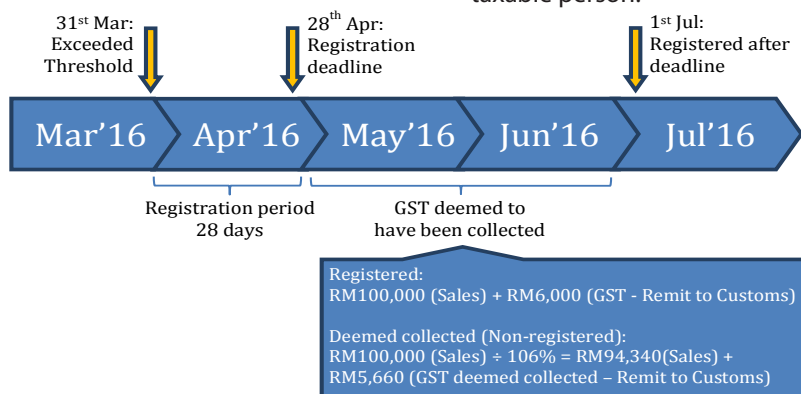 taxable person.
31st Mar:
Exceeded
Threshold
28th Apr:
Registration
deadline
1st Jul:
Registered after
deadline
Mar'16
Apr'16
May'16
Jun'16
Jul'16
Registration period
28 days
GST deemed to
have been collected
Registered:
RM100,000 (Sales) + RM6,000 (GST - Remit to Customs)
Deemed collected (Non-registered):
RM100,000 (Sales) ÷ 106% = RM94,340(Sales) +
RM5,660 (GST deemed collected – Remit to Customs)